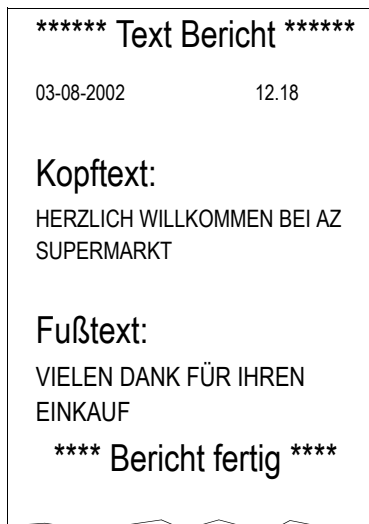 ****** Text Bericht ******
03-08-2002 12.18
Kopftext:
HERZLICH WILLKOMMEN BEI AZ
SUPERMARKT
Fußtext:
VIELEN DANK FÜR IHREN
EINKAUF
**** Bericht fertig ****